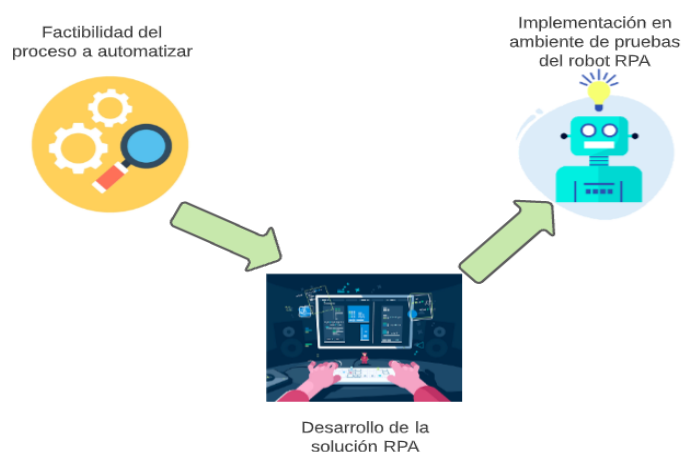 Factibilidad del
proceso a automatizar
Implementación en
ambiente de pruebas
del robot RPA
Desarrollo de la
solución RPA